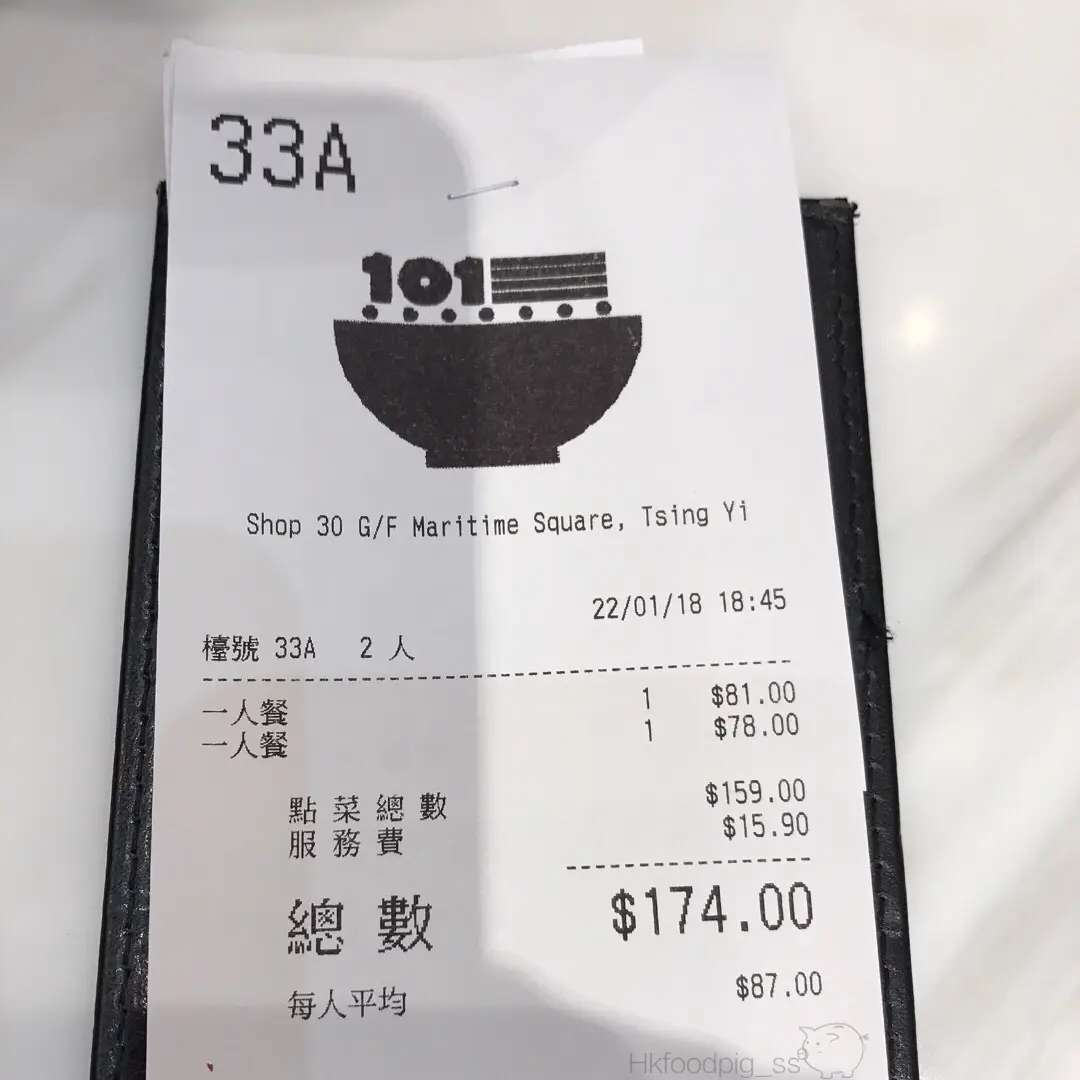 33A
101
Shop 30 G/F Maritime Square, Tsing Yi
22/01/18 18:45
檯號 33A 2 人
一人餐 1 $81.00
一人餐 1 $78.00
點菜總數 $159.00
服務費 $15.90
總數 $174.00
每人平均 $87.00
Hkfoodpig_ss